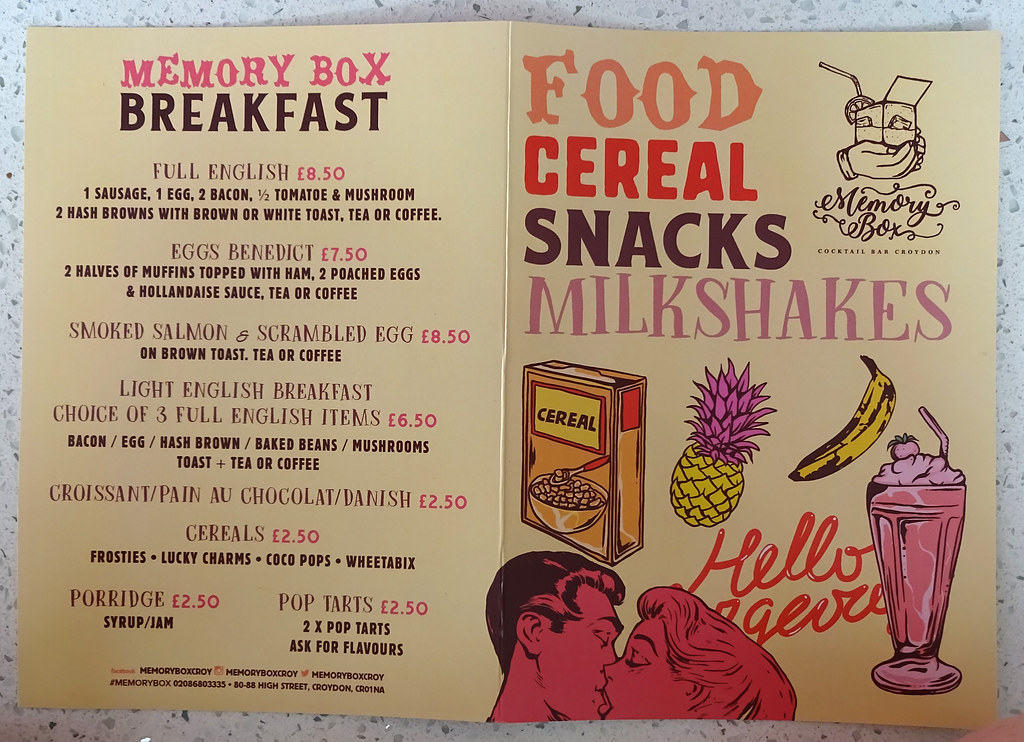 MEMORY BOX
BREAKFAST
FULL ENGLISH £8.50
1 SAUSAGE, 1 EGG, 2 BACON, ½ TOMATOE & MUSHROOM
2 HASH BROWNS WITH BROWN OR WHITE TOAST, TEA OR COFFEE.
EGGS BENEDICT £7.50
2 HALVES OF MUFFINS TOPPED WITH HAM, 2 POACHED EGGS
& HOLLANDAISE SAUCE, TEA OR COFFEE
SMOKED SALMON & SCRAMBLED EGG £8.50
ON BROWN TOAST. TEA OR COFFEE
LIGHT ENGLISH BREAKFAST
CHOICE OF 3 FULL ENGLISH ITEMS £6.50
BACON / EGG / HASH BROWN / BAKED BEANS / MUSHROOMS
TOAST + TEA OR COFFEE
CROISSANT/PAIN AU CHOCOLAT/DANISH £2.50
CEREALS £2.50
FROSTIES • LUCKY CHARMS • COCO POPS • WHEETABIX
PORRIDGE £2.50
SYRUP/JAM
POP TARTS £2.50
2 X POP TARTS
ASK FOR FLAVOURS
facebook MEMORYBOXCROY MEMORYBOXCROY MEMORYBOXCROY
#MEMORYBOX 02086803335 • 80-88 HIGH STREET, CROYDON, CR01NA
FOOD
CEREAL
SNACKS
MILKSHAKES
Memory
Box
COCKTAIL BAR CROYDON
CEREAL
Hello